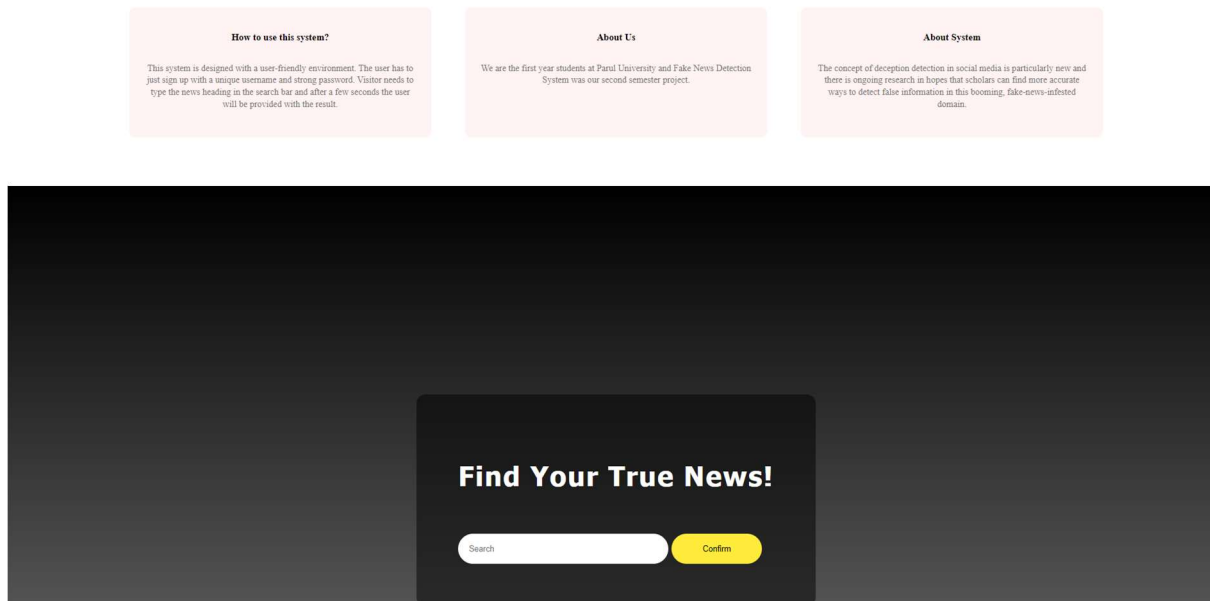 How to use this system?
This system is designed with a user-friendly environment. The user has to
just sign up with a unique username and strong password. Visitor needs to
type the news heading in the search bar and after a few seconds the user
will be provided with the result.
About Us
We are the first year students at Parul University and Fake News Detection
System was our second semester project.
About System
The concept of deception detection in social media is particularly new and
there is ongoing research in hopes that scholars can find more accurate
ways to detect false information in this booming, fake-news-infested
domain.
Find Your True News!
Search
Confirm